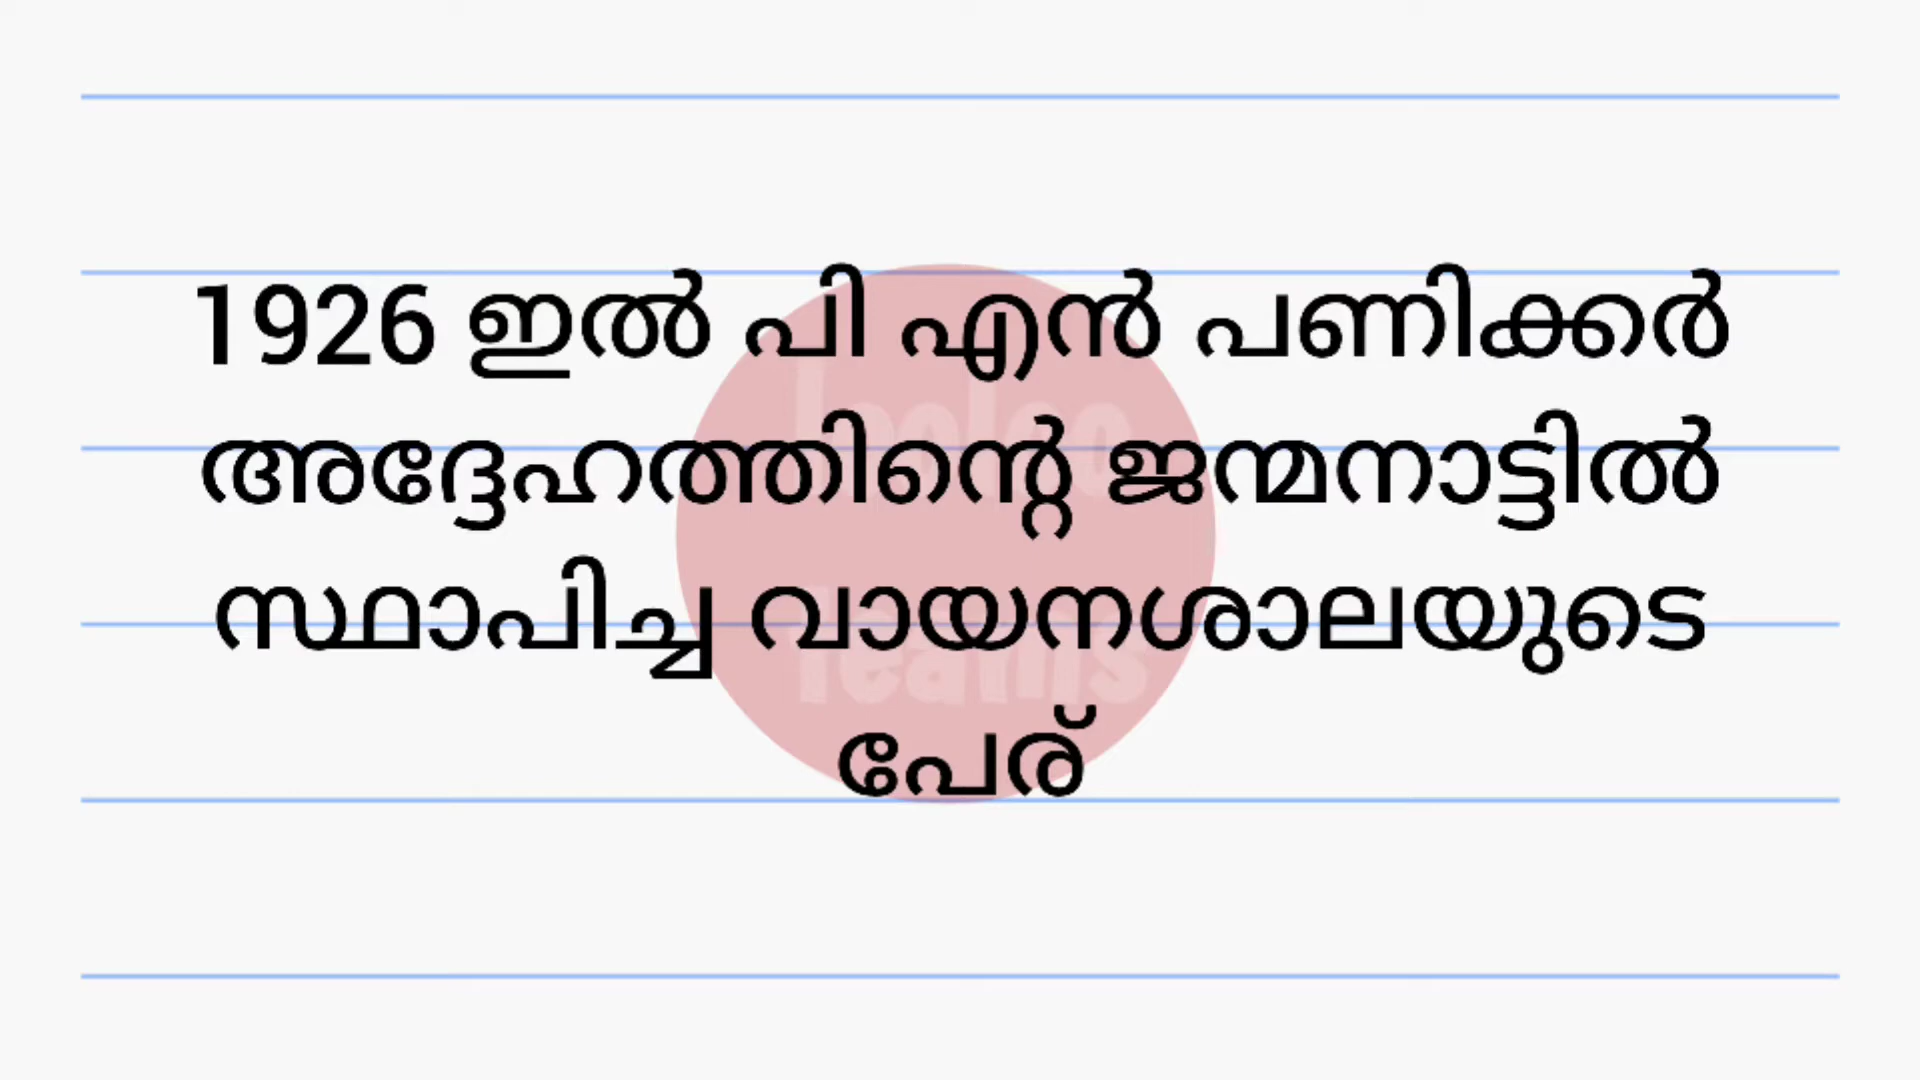 1926 ഇൽ പി എൻ പണിക്കർ
അദ്ദേഹത്തിന്റെ ജന്മനാട്ടിൽ
സ്ഥാപിച്ച വായനശാലയുടെ
പേര്